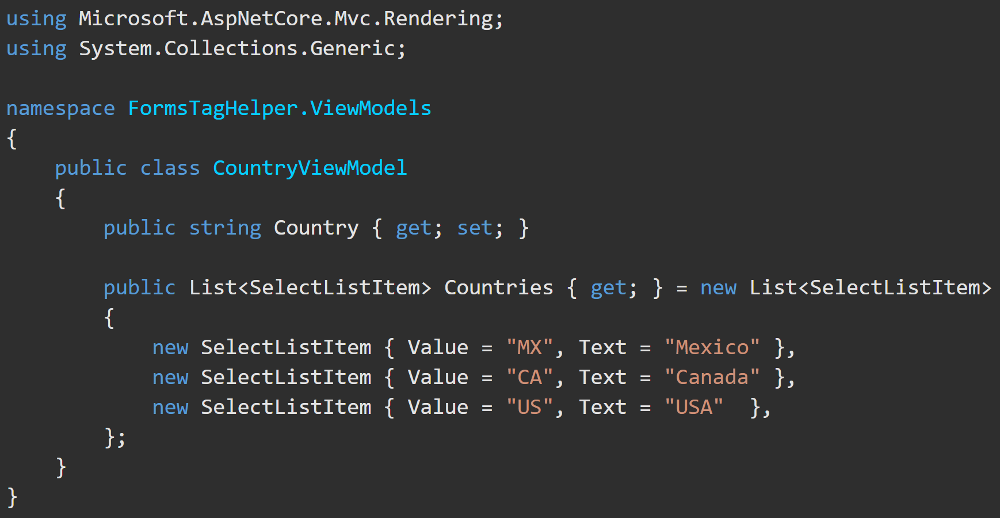 using Microsoft.AspNetCore.Mvc.Rendering;
using System.Collections.Generic;

namespace FormsTagHelper.ViewModels
{
    public class CountryViewModel
    {
        public string Country { get; set; }

        public List<SelectListItem> Countries { get; } = new List<SelectListItem>
        {
            new SelectListItem { Value = "MX", Text = "Mexico" },
            new SelectListItem { Value = "CA", Text = "Canada" },
            new SelectListItem { Value = "US", Text = "USA"  },
        };
    }
}